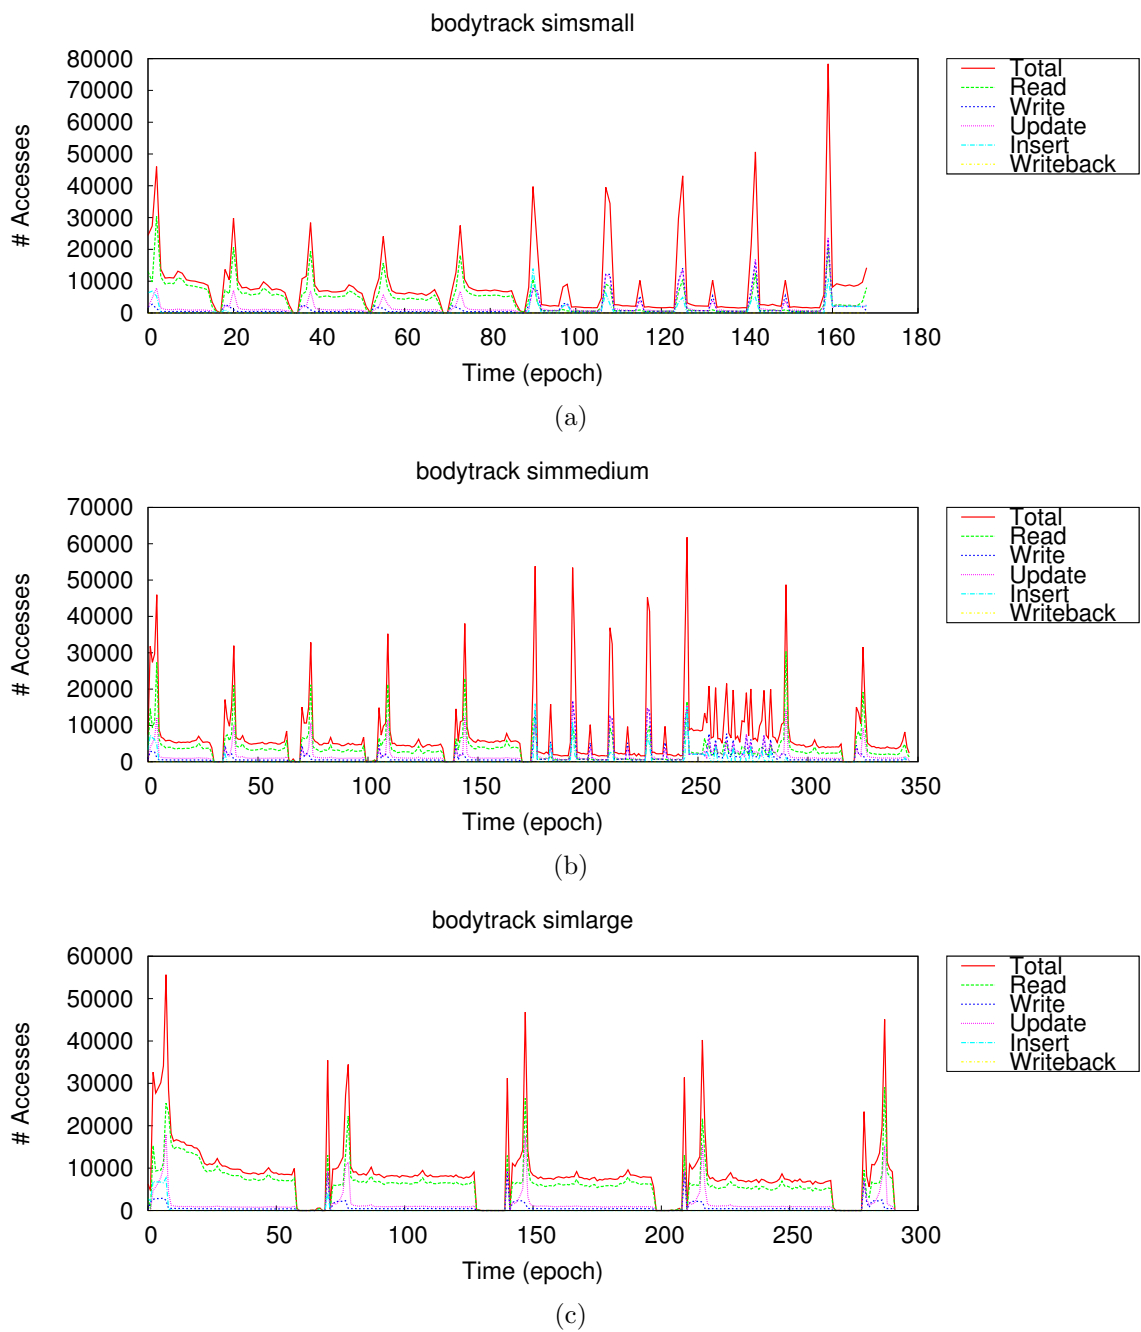 bodytrack simsmall
80000
70000
60000
50000
40000
30000
20000
10000
0
# Accesses
0 20 40 60 80 100 120 140 160 180
Time (epoch)
Total
Read
Write
Update
Insert
Writeback
(a)
bodytrack simmedium
70000
60000
50000
40000
30000
20000
10000
0
# Accesses
0 50 100 150 200 250 300 350
Time (epoch)
Total
Read
Write
Update
Insert
Writeback
(b)
bodytrack simlarge
60000
50000
40000
30000
20000
10000
0
# Accesses
0 50 100 150 200 250 300
Time (epoch)
Total
Read
Write
Update
Insert
Writeback
(c)